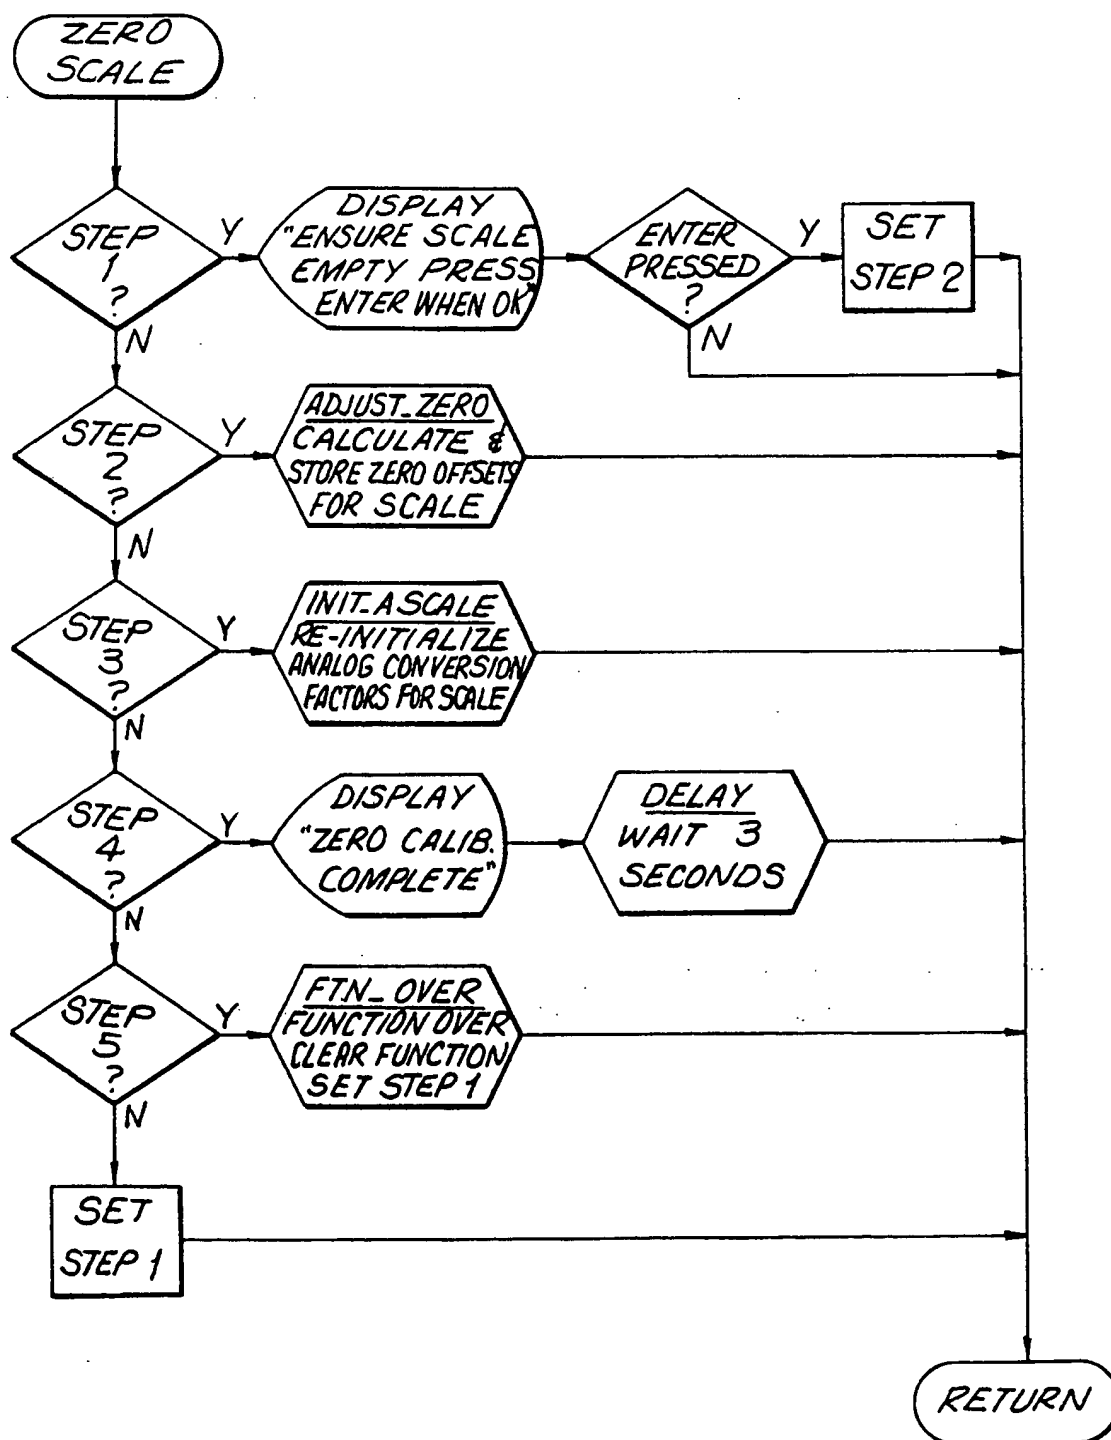 ZERO
SCALE
STEP
1
?
Y
N
DISPLAY
"ENSURE SCALE
EMPTY PRESS
ENTER WHEN OK"
ENTER
PRESSED
?
Y
N
SET
STEP 2
STEP
2
?
Y
N
ADJUST_ZERO
CALCULATE &
STORE ZERO OFFSETS
FOR SCALE
STEP
3
?
Y
N
INIT_ASCALE
RE-INITIALIZE
ANALOG CONVERSION
FACTORS FOR SCALE
STEP
4
?
Y
N
DISPLAY
"ZERO CALIB.
COMPLETE"
DELAY
WAIT 3
SECONDS
STEP
5
?
Y
N
FTN_OVER
FUNCTION OVER
CLEAR FUNCTION
SET STEP 1
SET
STEP 1
RETURN